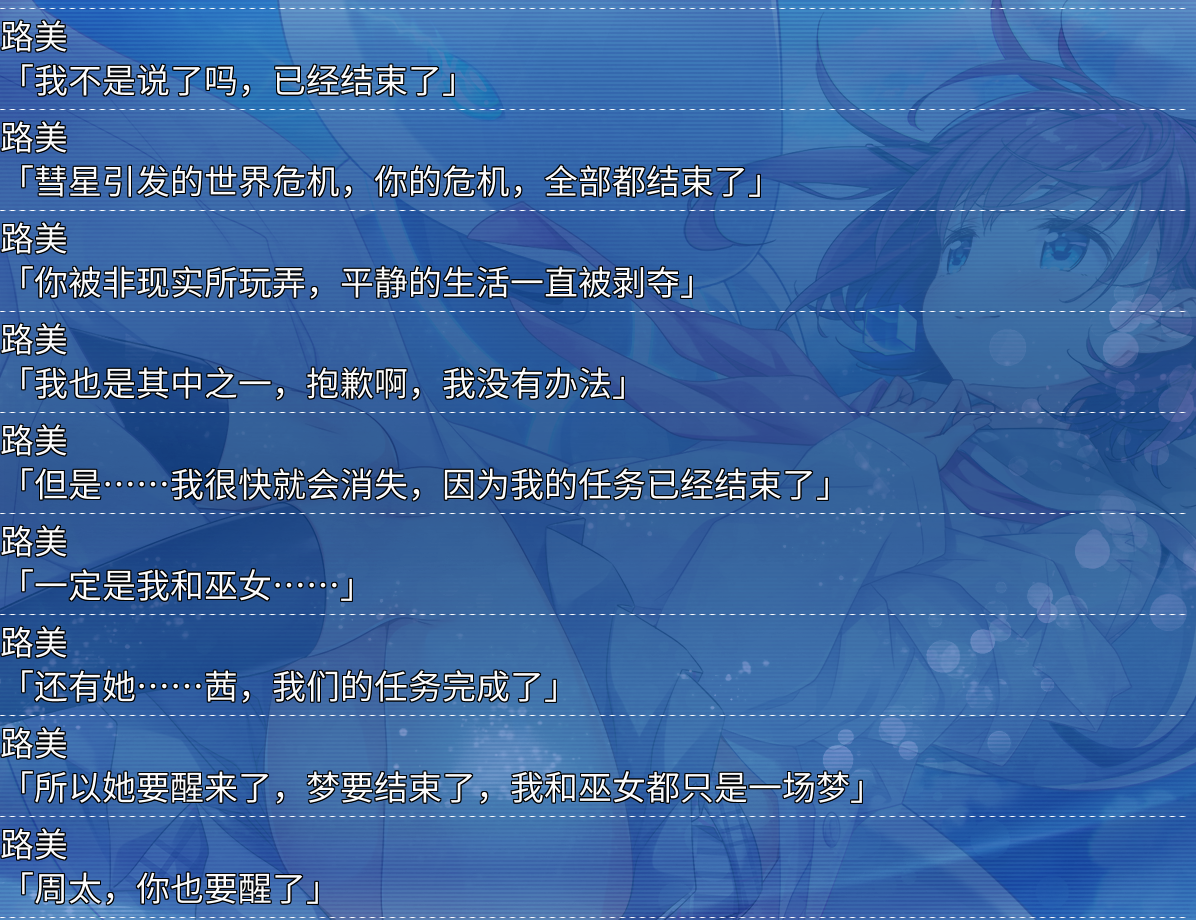 路美
「我不是说了吗，已经结束了」
路美
「彗星引发的世界危机，你的危机，全部都结束了」
路美
「你被非现实所玩弄，平静的生活一直被剥夺」
路美
「我也是其中之一，抱歉啊，我没有办法」
路美
「但是……我很快就会消失，因为我的任务已经结束了」
路美
「一定是我和巫女……」
路美
「还有她……茜，我们的任务完成了」
路美
「所以她要醒来了，梦要结束了，我和巫女都只是一场梦」
路美
「周太，你也要醒了」